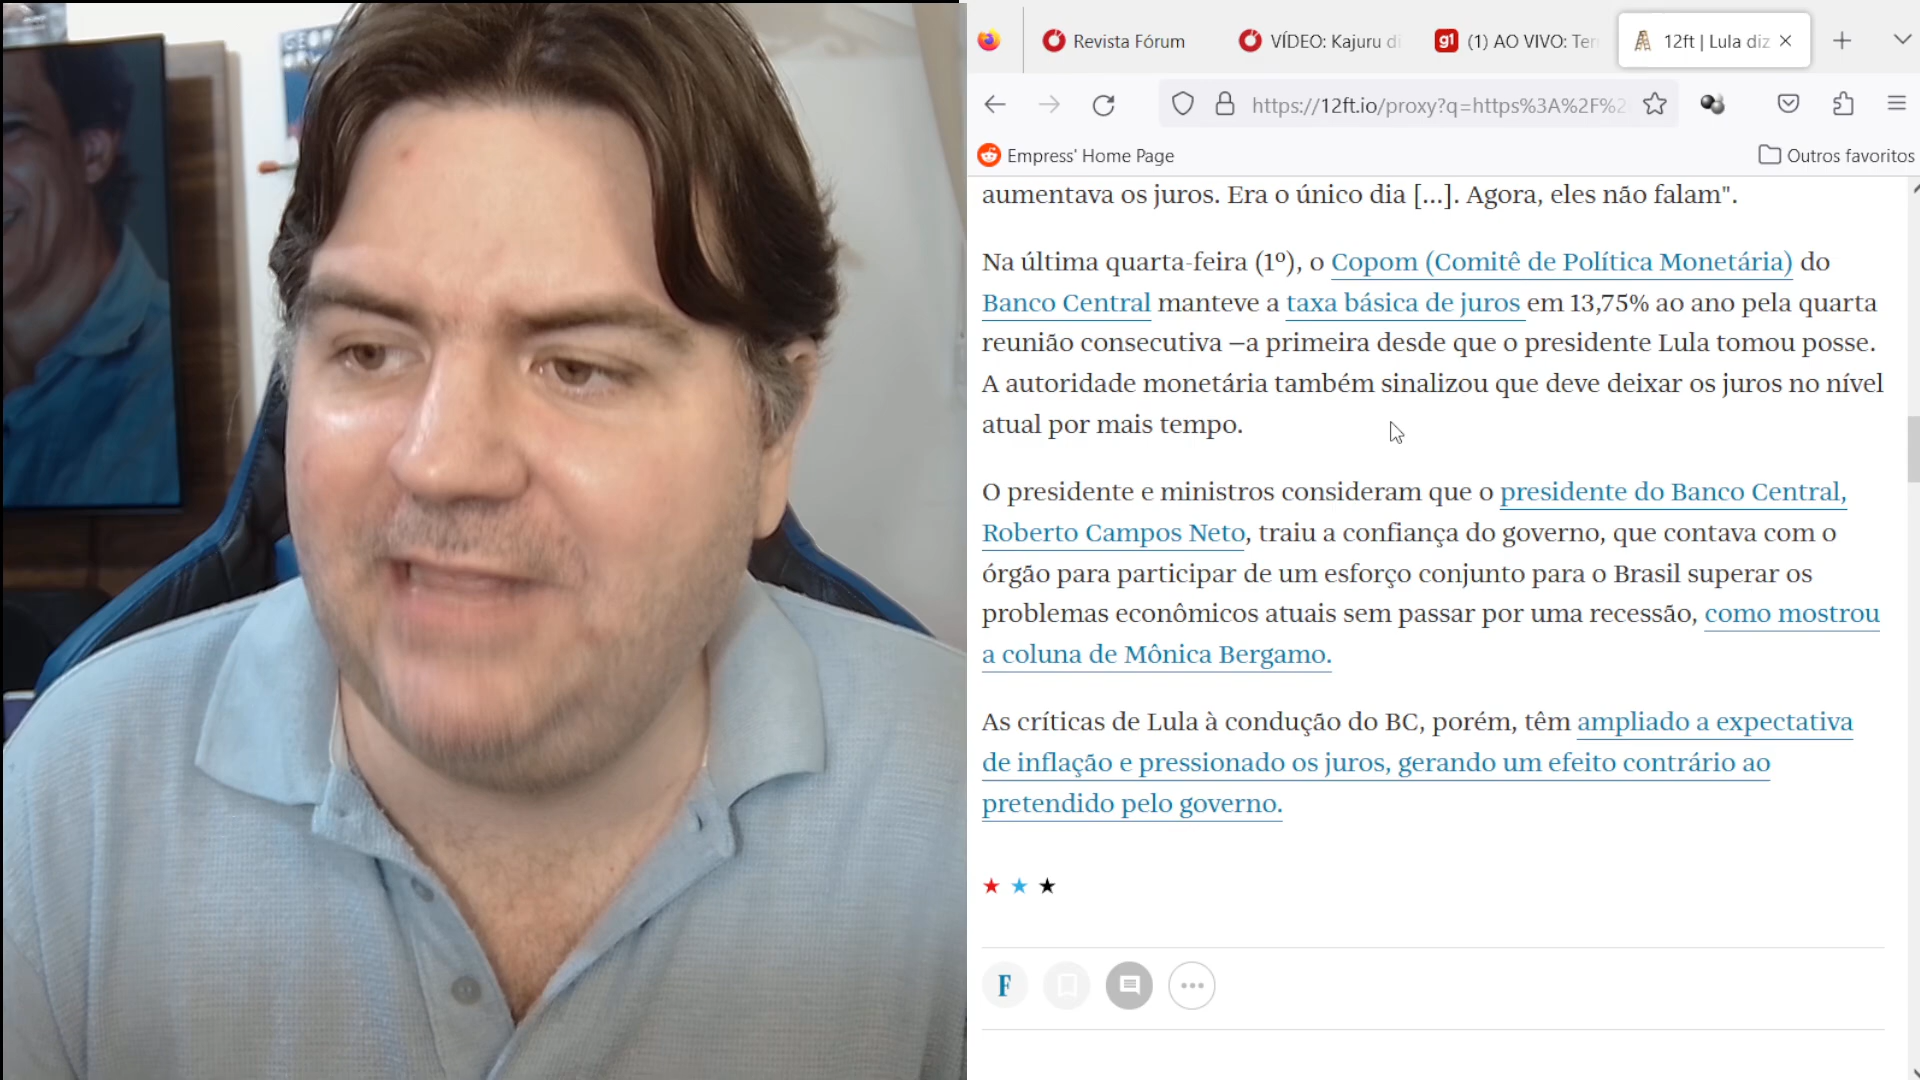 GEOR
Revista Fórum
VÍDEO: Kajuru di
g1 (1) AO VIVO: Ter
12ft | Lula diz
https://12ft.io/proxy?q=https%3A%2F%2
Empress' Home Page
Outros favoritos
aumentava os juros. Era o único dia [...]. Agora, eles não falam".
Na última quarta-feira (1º), o Copom (Comitê de Política Monetária) do
Banco Central manteve a taxa básica de juros em 13,75% ao ano pela quarta
reunião consecutiva —a primeira desde que o presidente Lula tomou posse.
A autoridade monetária também sinalizou que deve deixar os juros no nível
atual por mais tempo.
O presidente e ministros consideram que o presidente do Banco Central,
Roberto Campos Neto, traiu a confiança do governo, que contava com o
órgão para participar de um esforço conjunto para o Brasil superar os
problemas econômicos atuais sem passar por uma recessão, como mostrou
a coluna de Mônica Bergamo.
As críticas de Lula à condução do BC, porém, têm ampliado a expectativa
de inflação e pressionado os juros, gerando um efeito contrário ao
pretendido pelo governo.
F